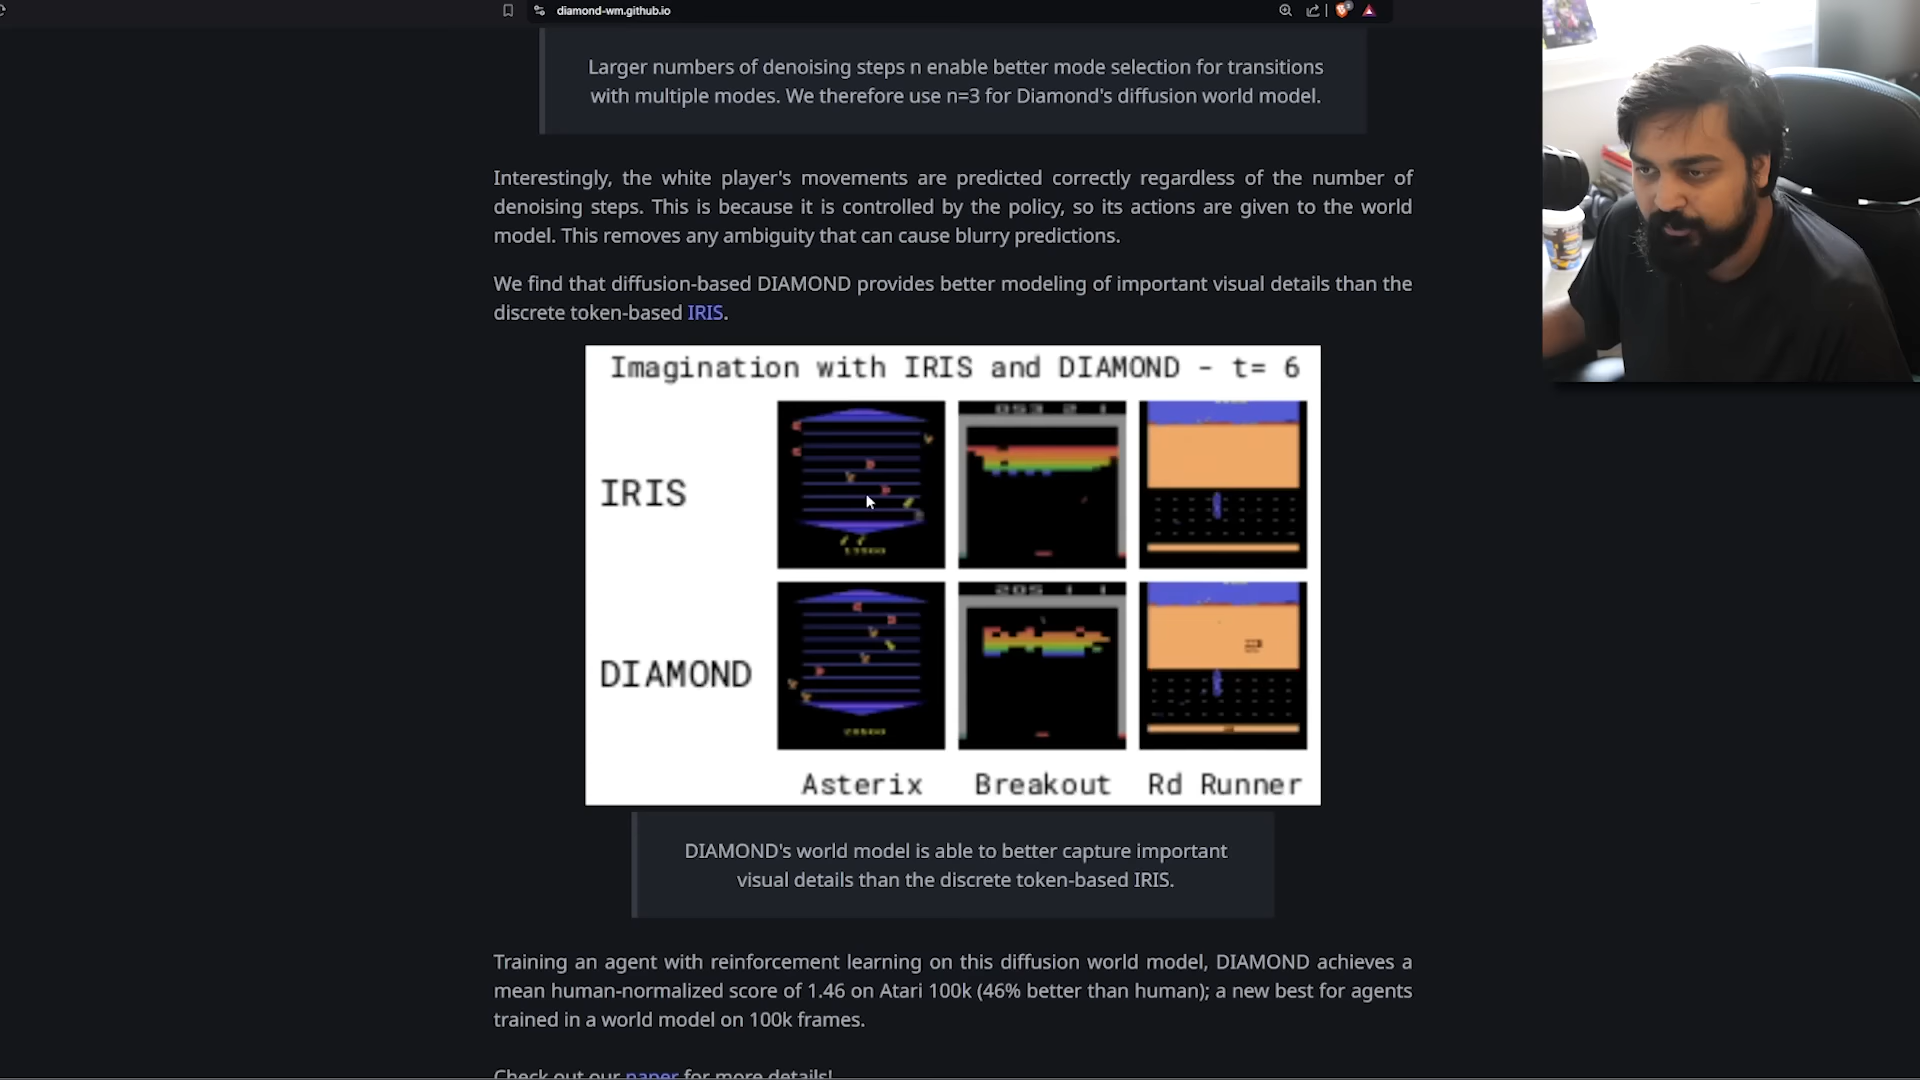 diamond-wm.github.io
Larger numbers of denoising steps n enable better mode selection for transitions
with multiple modes. We therefore use n=3 for Diamond's diffusion world model.
Interestingly, the white player's movements are predicted correctly regardless of the number of
denoising steps. This is because it is controlled by the policy, so its actions are given to the world
model. This removes any ambiguity that can cause blurry predictions.
We find that diffusion-based DIAMOND provides better modeling of important visual details than the
discrete token-based IRIS.
Imagination with IRIS and DIAMOND - t= 6
IRIS
DIAMOND
Asterix Breakout Rd Runner
DIAMOND's world model is able to better capture important
visual details than the discrete token-based IRIS.
Training an agent with reinforcement learning on this diffusion world model, DIAMOND achieves a
mean human-normalized score of 1.46 on Atari 100k (46% better than human); a new best for agents
trained in a world model on 100k frames.
Check out our paper for more details!